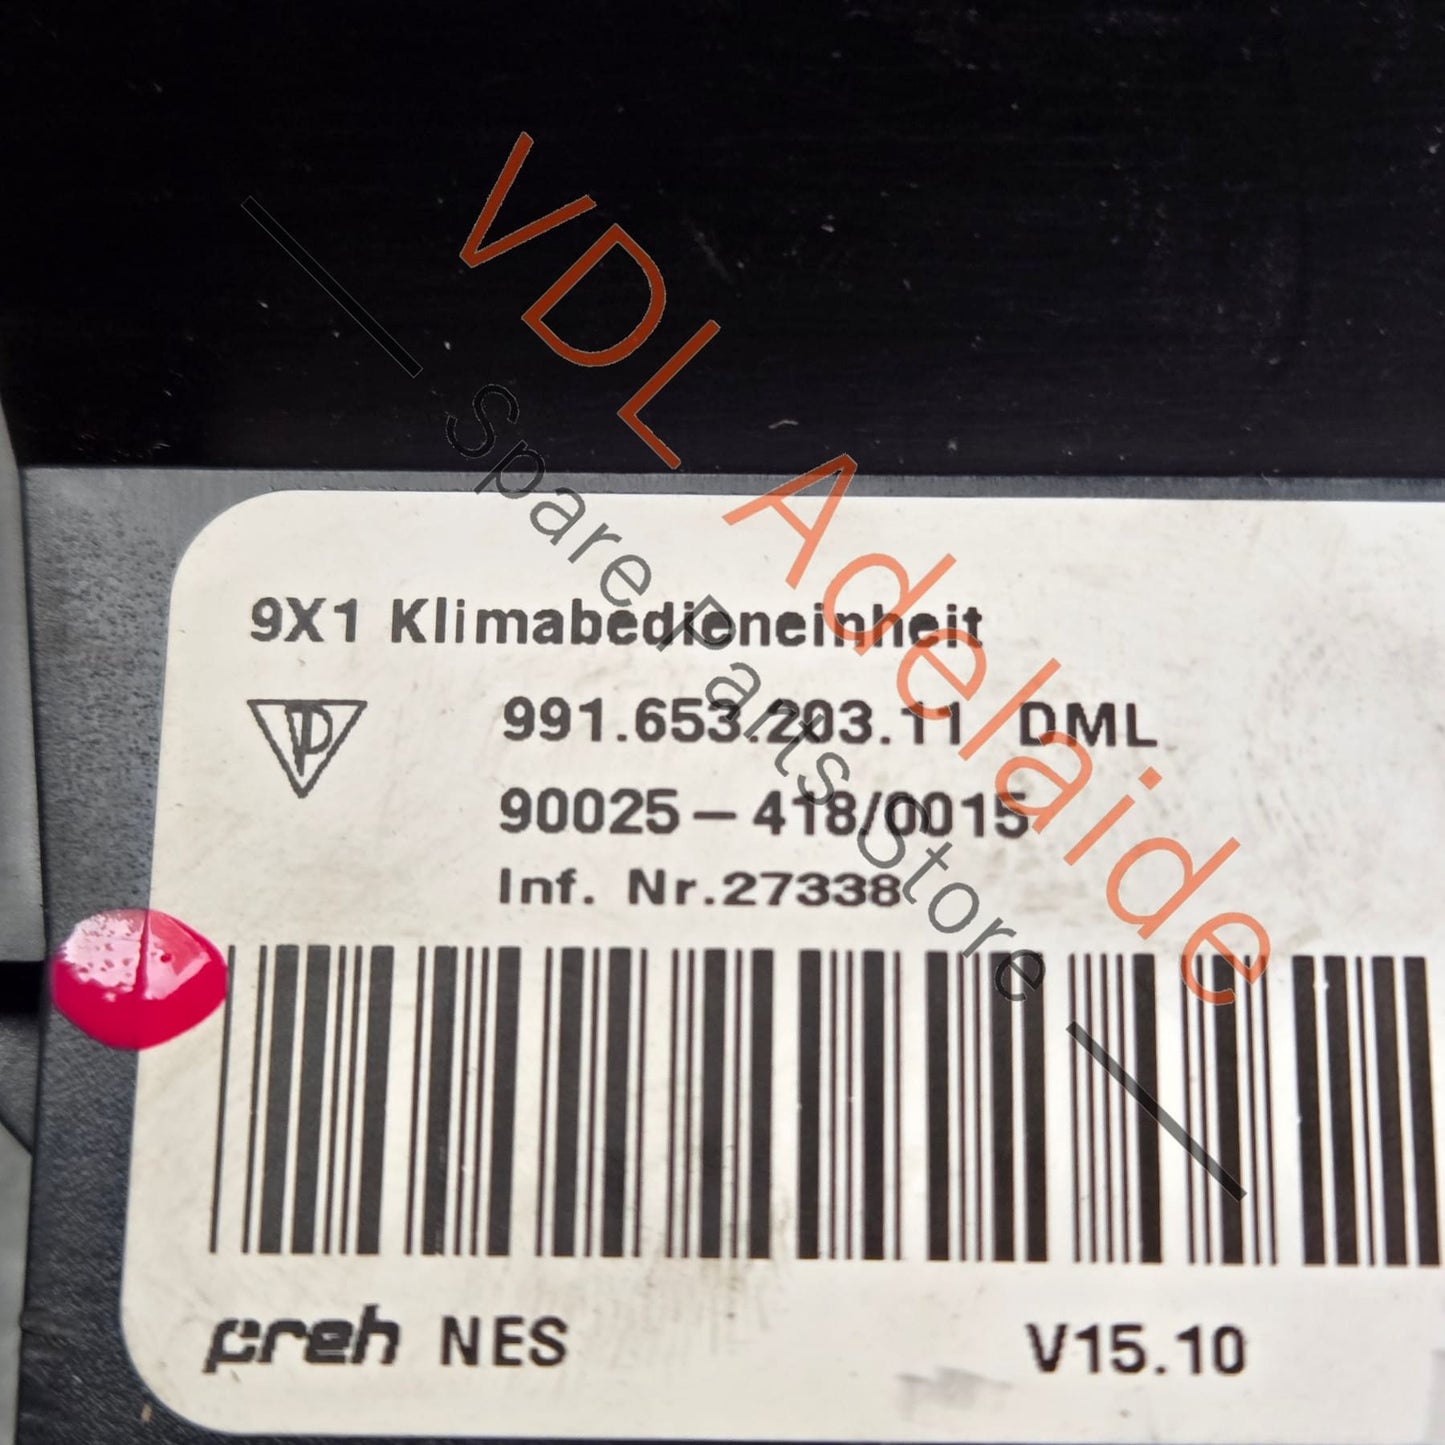 VDL Adelaide
Spare Parts Store
9X1 Klimabedieneinheit
991.653.203.11 DML
90025-418/0015
Inf. Nr.27338
preh NES
V15.10